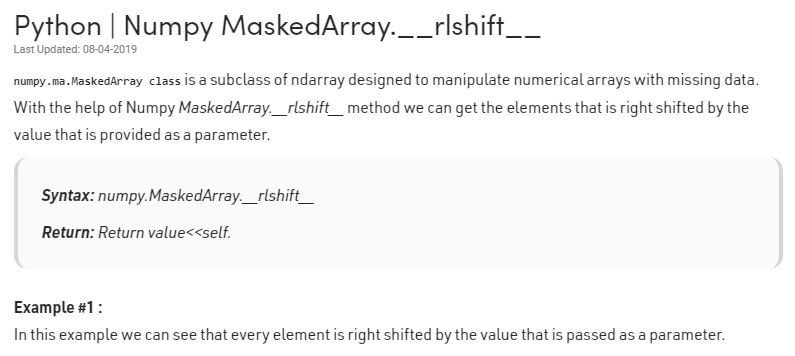 Python | Numpy MaskedArray.__rlshift__
Last Updated: 08-04-2019
numpy.ma.MaskedArray class is a subclass of ndarray designed to manipulate numerical arrays with missing data.
With the help of Numpy MaskedArray.__rlshift__ method we can get the elements that is right shifted by the
value that is provided as a parameter.
Syntax: numpy.MaskedArray.__rlshift__
Return: Return value<<self.
Example #1 :
In this example we can see that every element is right shifted by the value that is passed as a parameter.